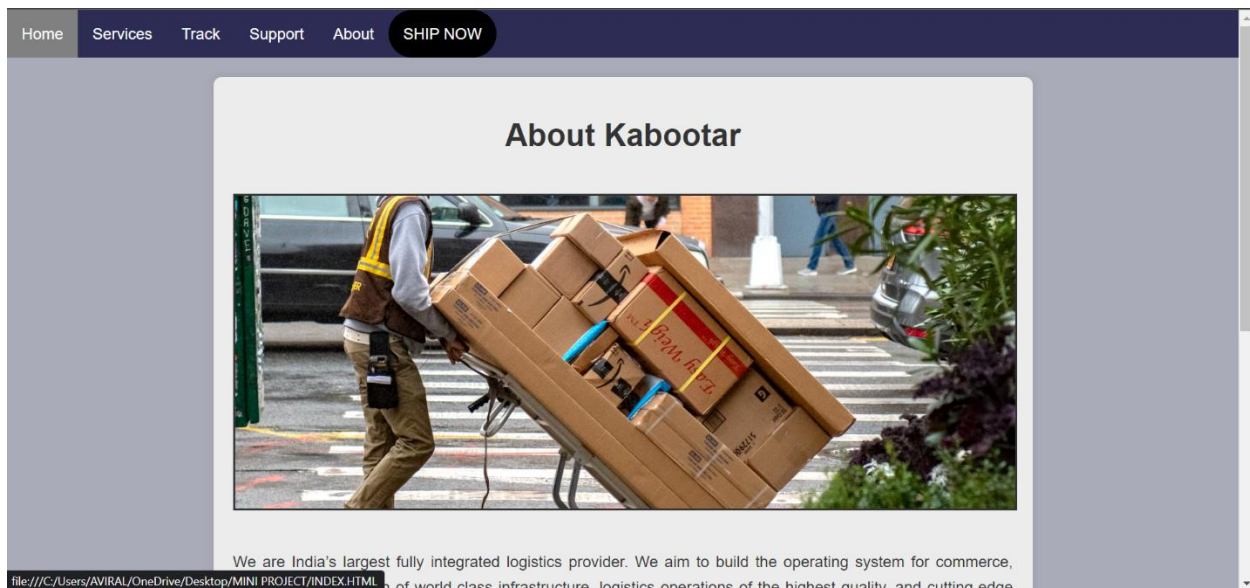 Home Services Track Support About SHIP NOW
About Kabootar
DAVE
Easy Weigh™
We are India's largest fully integrated logistics provider. We aim to build the operating system for commerce,
file:///C:/Users/AVIRAL/OneDrive/Desktop/MINI PROJECT/INDEX.HTML of world class infrastructure, logistics operations of the highest quality, and cutting edge